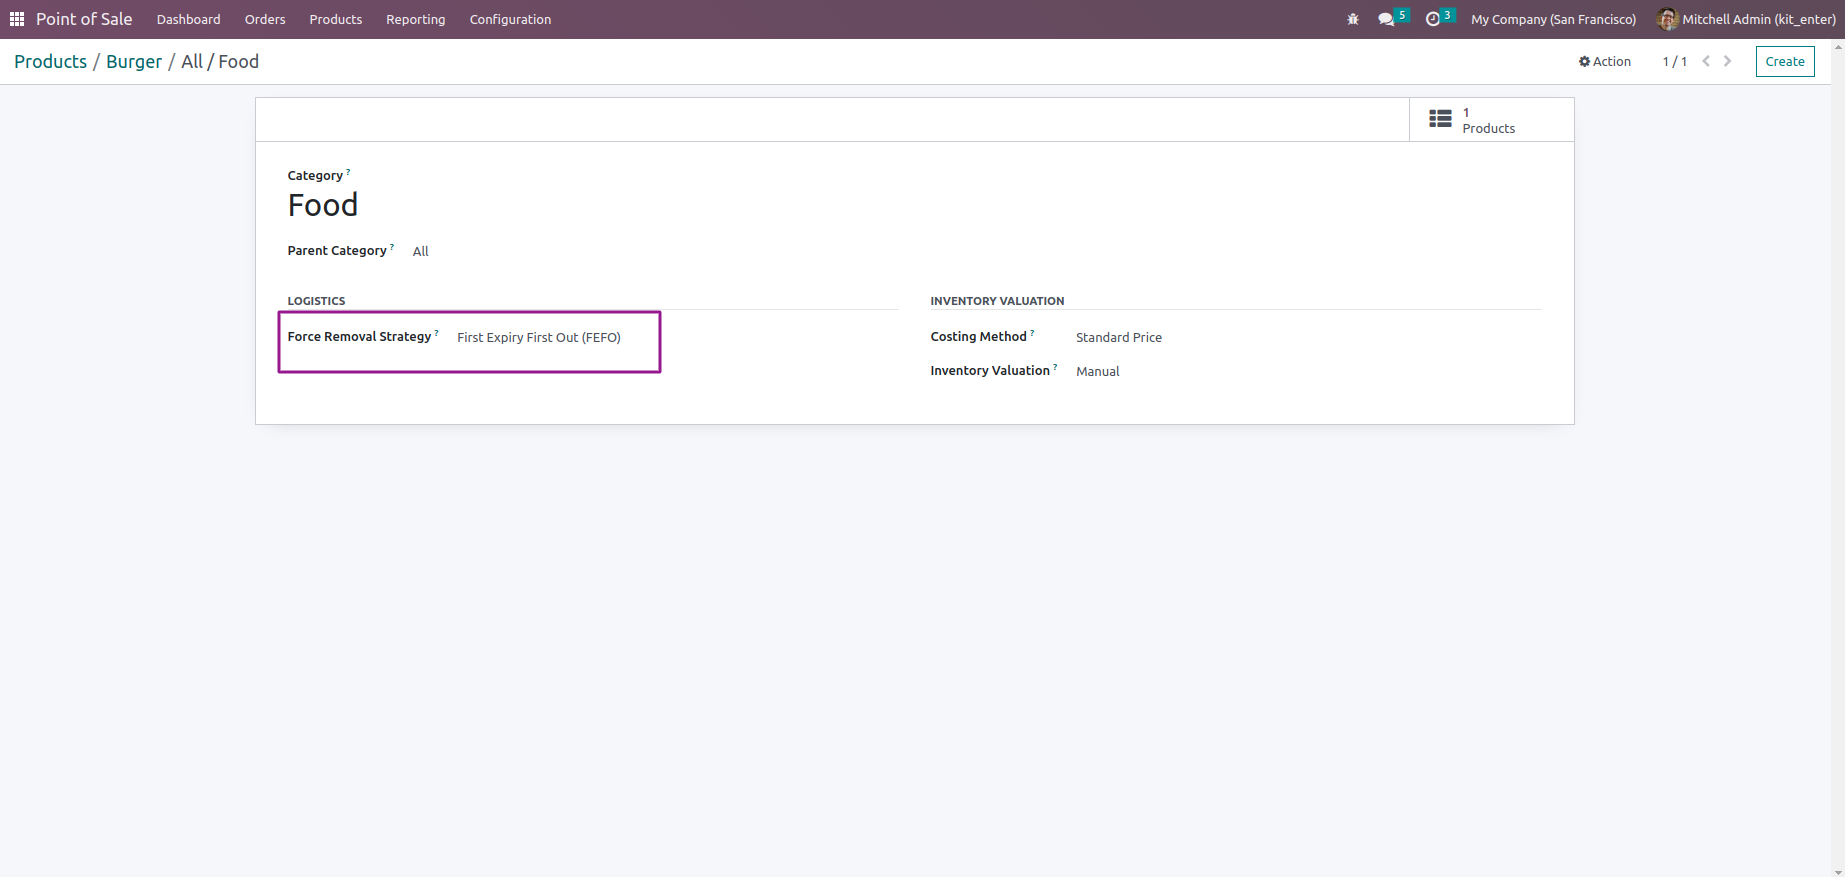 Point of Sale Dashboard Orders Products Reporting Configuration 5 3 My Company (San Francisco) Mitchell Admin (kit_enter)
Products / Burger / All / Food Action 1 / 1 Create
1
Products
Category ?
Food
Parent Category ? All
LOGISTICS INVENTORY VALUATION
Force Removal Strategy ? First Expiry First Out (FEFO) Costing Method ? Standard Price
Inventory Valuation ? Manual